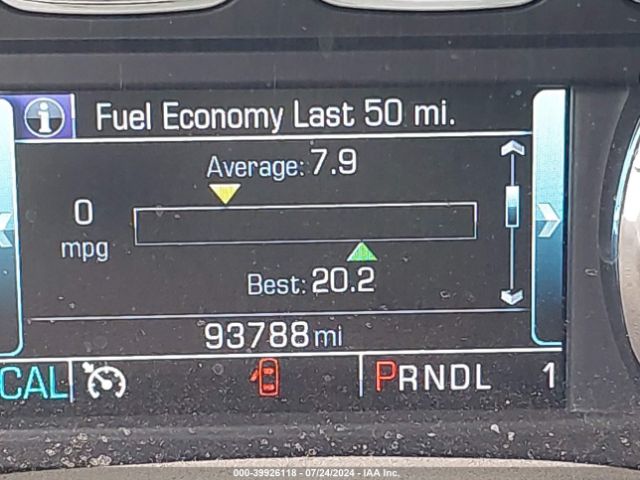 i Fuel Economy Last 50 mi.
Average: 7.9
0
mpg
Best: 20.2
93788 mi
CAL PRNDL 1
000-39926118 - 07/24/2024 - IAA Inc.